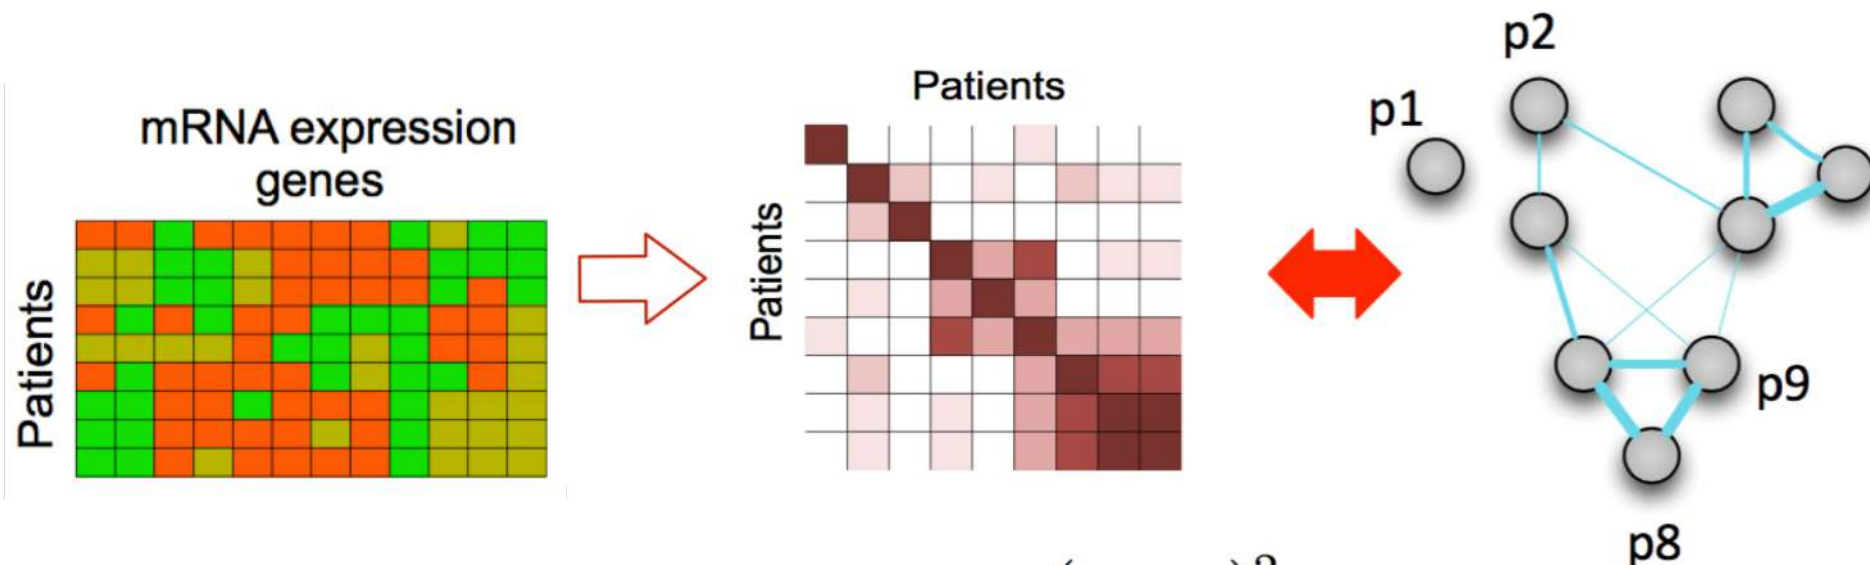 mRNA expression
genes
Patients
Patients
Patients
p1
p2
p9
p8